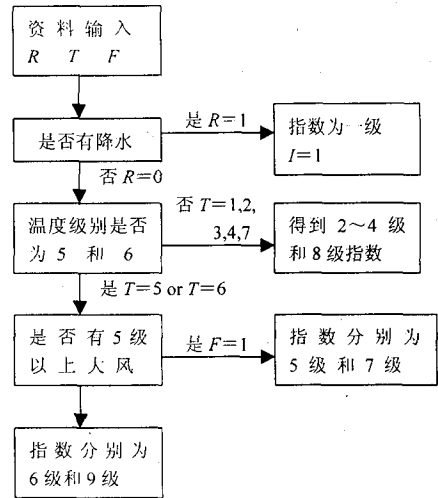 资料输入
R T F
是否有降水
是 R=1
指数为一级
I=1
否 R=0
温度级别是否
为 5 和 6
否 T=1,2,
3,4,7
得到 2～4 级
和8级指数
是 T=5 or T=6
是否有5级
以上大风
是 F=1
指数分别为
5 级 和 7 级
指数分别为
6级和9级